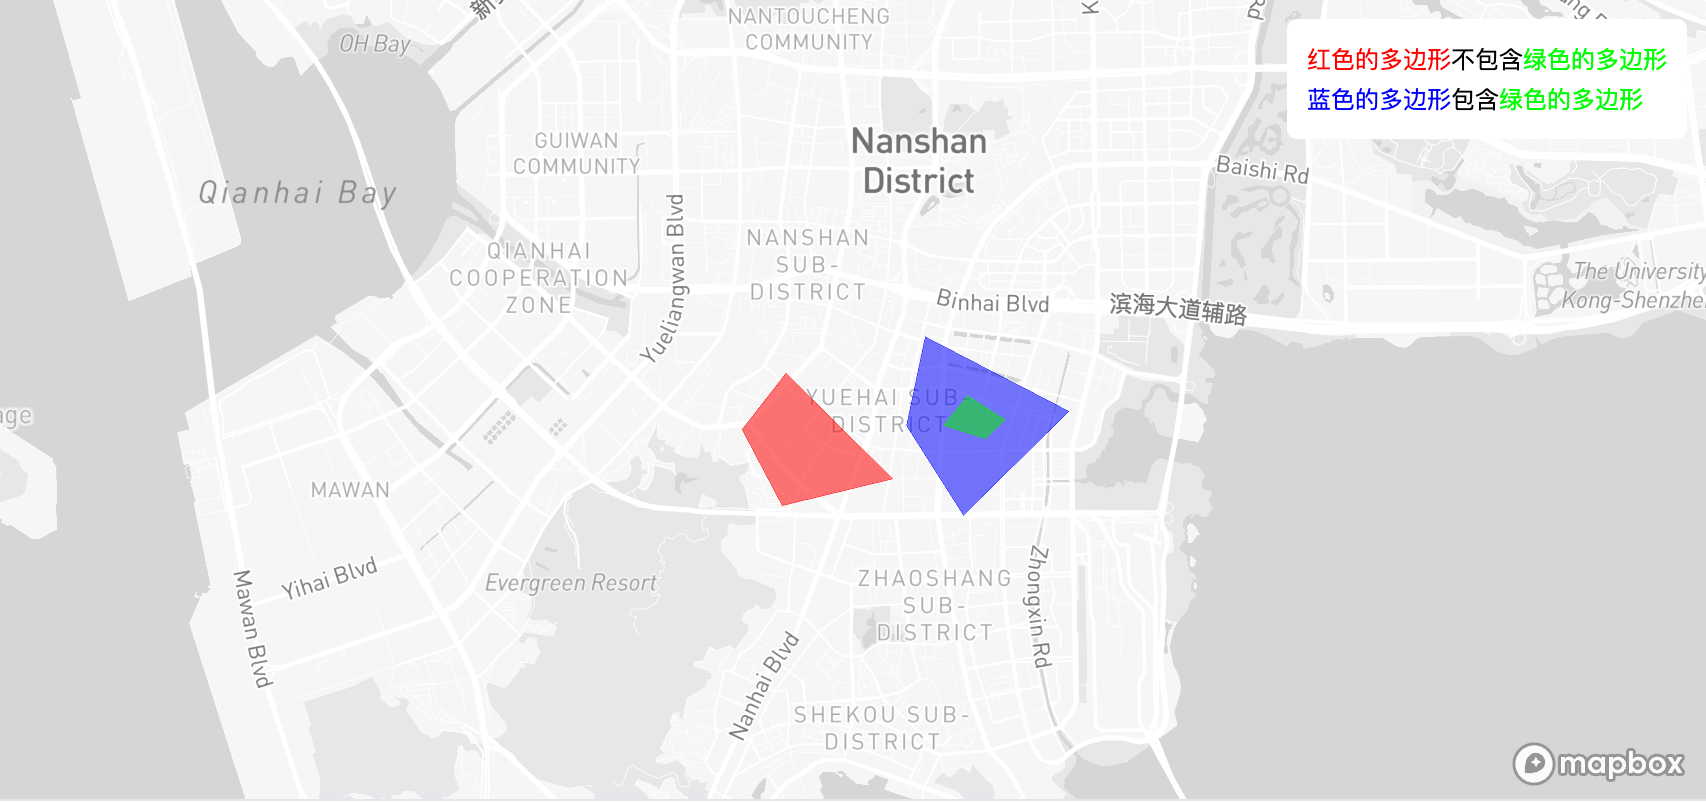 NANTOUCHENG
COMMUNITY
OH Bay
红色的多边形不包含绿色的多边形
蓝色的多边形包含绿色的多边形
GUIWAN
COMMUNITY
Nanshan
District
Baishi Rd
Qianhai Bay
Yueliangwan Blvd
NANSHAN
SUB-
DISTRICT
QIANHAI
COOPERATION
ZONE
Binhai Blvd
滨海大道辅路
The University
Kong-Shenzhe
YUEHAI SUB-
DISTRICT
MAWAN
Yihai Blvd
Mawan Blvd
Evergreen Resort
ZHAOSHANG
SUB-
DISTRICT
Zhongxin Rd
Nanhai Blvd
SHEKOU SUB-
DISTRICT
mapbox